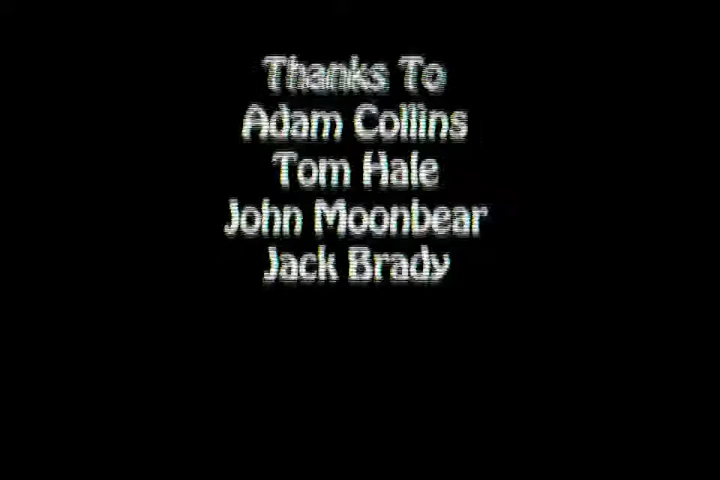 Thanks To
Adam Collins
Tom Hale
John Moonbear
Jack Brady